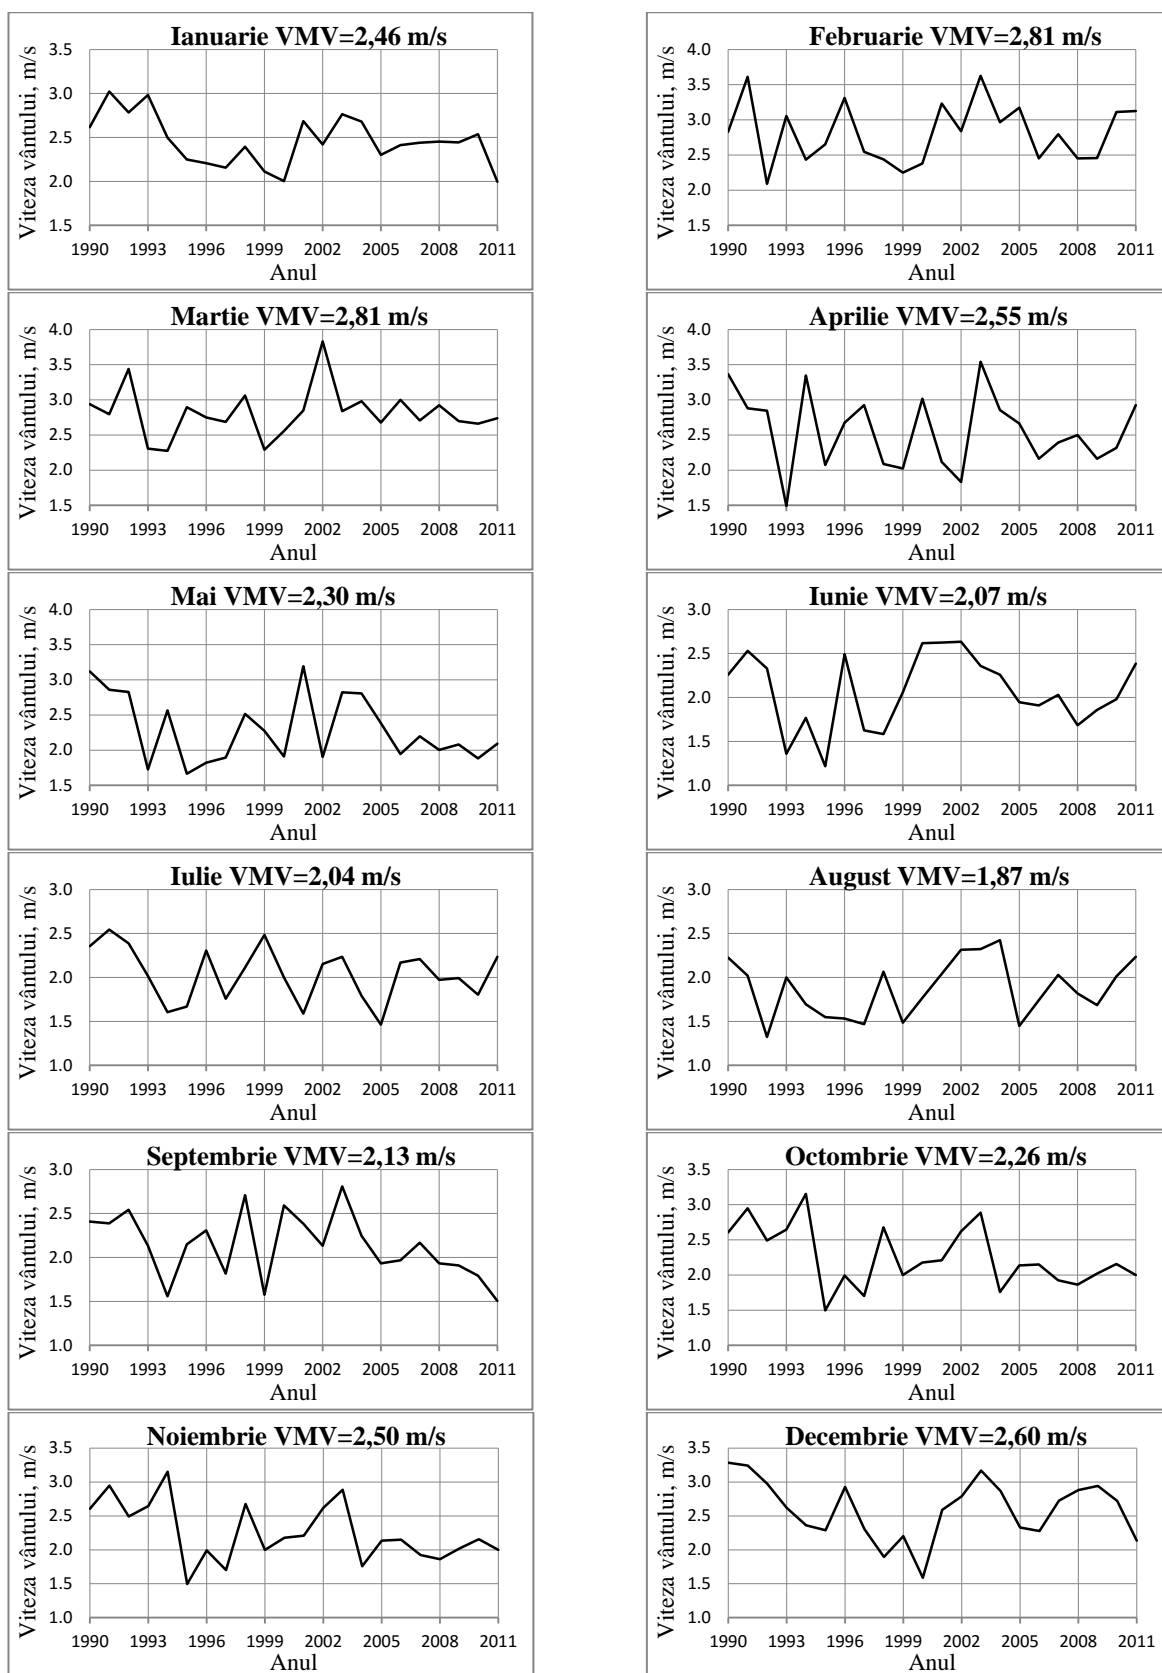 Ianuarie VMV=2,46 m/s
Viteza vântului, m/s
3.5
3.0
2.5
2.0
1.5
1990 1993 1996 1999 2002 2005 2008 2011
Anul
Februarie VMV=2,81 m/s
Viteza vântului, m/s
4.0
3.5
3.0
2.5
2.0
1.5
1990 1993 1996 1999 2002 2005 2008 2011
Anul
Martie VMV=2,81 m/s
Viteza vântului, m/s
4.0
3.5
3.0
2.5
2.0
1.5
1990 1993 1996 1999 2002 2005 2008 2011
Anul
Aprilie VMV=2,55 m/s
Viteza vântului, m/s
4.0
3.5
3.0
2.5
2.0
1.5
1990 1993 1996 1999 2002 2005 2008 2011
Anul
Mai VMV=2,30 m/s
Viteza vântului, m/s
4.0
3.5
3.0
2.5
2.0
1.5
1990 1993 1996 1999 2002 2005 2008 2011
Anul
Iunie VMV=2,07 m/s
Viteza vântului, m/s
3.0
2.5
2.0
1.5
1.0
1990 1993 1996 1999 2002 2005 2008 2011
Anul
Iulie VMV=2,04 m/s
Viteza vântului, m/s
3.0
2.5
2.0
1.5
1.0
1990 1993 1996 1999 2002 2005 2008 2011
Anul
August VMV=1,87 m/s
Viteza vântului, m/s
3.0
2.5
2.0
1.5
1.0
1990 1993 1996 1999 2002 2005 2008 2011
Anul
Septembrie VMV=2,13 m/s
Viteza vântului, m/s
3.0
2.5
2.0
1.5
1.0
1990 1993 1996 1999 2002 2005 2008 2011
Anul
Octombrie VMV=2,26 m/s
Viteza vântului, m/s
3.5
3.0
2.5
2.0
1.5
1.0
1990 1993 1996 1999 2002 2005 2008 2011
Anul
Noiembrie VMV=2,50 m/s
Viteza vântului, m/s
3.5
3.0
2.5
2.0
1.5
1.0
1990 1993 1996 1999 2002 2005 2008 2011
Anul
Decembrie VMV=2,60 m/s
Viteza vântului, m/s
3.5
3.0
2.5
2.0
1.5
1.0
1990 1993 1996 1999 2002 2005 2008 2011
Anul